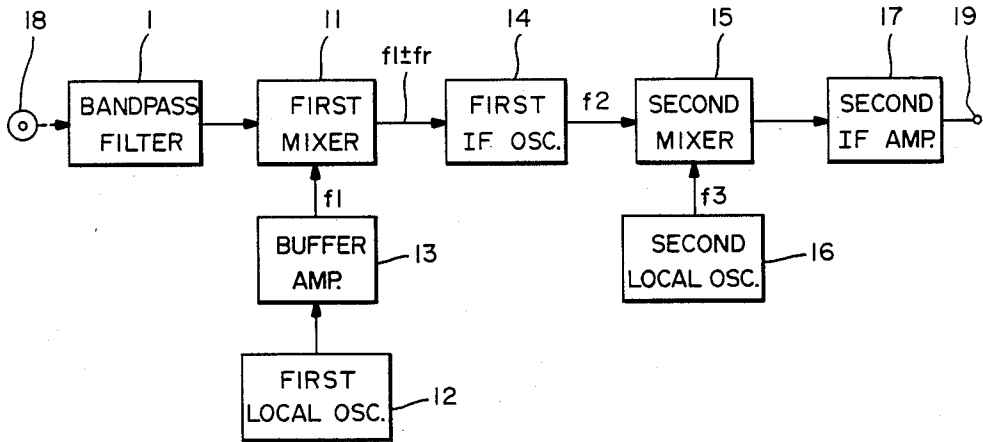 18
1
11
14
15
17
19
f1±fr
BANDPASS
FILTER
FIRST
MIXER
FIRST
IF OSC.
f2
SECOND
MIXER
SECOND
IF AMP.
f1
f3
BUFFER
AMP.
13
SECOND
LOCAL OSC.
16
FIRST
LOCAL OSC.
12